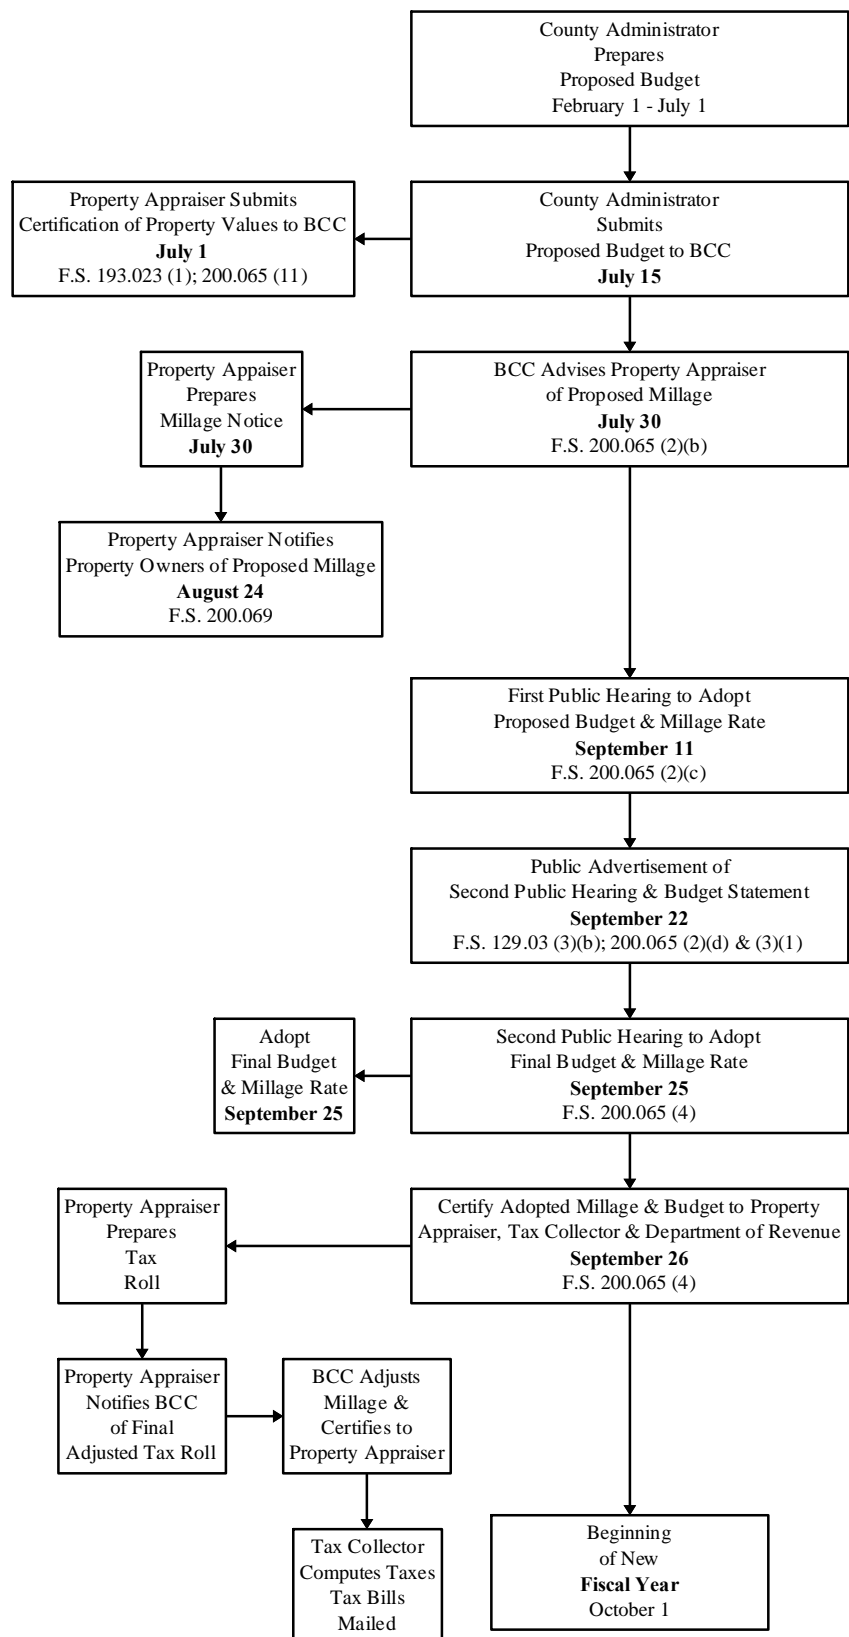 County Administrator
Prepares
Proposed Budget
February 1 - July 1
Property Appraiser Submits
Certification of Property Values to BCC
July 1
F.S. 193.023 (1); 200.065 (11)
County Administrator
Submits
Proposed Budget to BCC
July 15
Property Appaiser
Prepares
Millage Notice
July 30
BCC Advises Property Appraiser
of Proposed Millage
July 30
F.S. 200.065 (2)(b)
Property Appraiser Notifies
Property Owners of Proposed Millage
August 24
F.S. 200.069
First Public Hearing to Adopt
Proposed Budget & Millage Rate
September 11
F.S. 200.065 (2)(c)
Public Advertisement of
Second Public Hearing & Budget Statement
September 22
F.S. 129.03 (3)(b); 200.065 (2)(d) & (3)(1)
Adopt
Final Budget
& Millage Rate
September 25
Second Public Hearing to Adopt
Final Budget & Millage Rate
September 25
F.S. 200.065 (4)
Property Appraiser
Prepares
Tax
Roll
Certify Adopted Millage & Budget to Property
Appraiser, Tax Collector & Department of Revenue
September 26
F.S. 200.065 (4)
Property Appraiser
Notifies BCC
of Final
Adjusted Tax Roll
BCC Adjusts
Millage &
Certifies to
Property Appraiser
Tax Collector
Computes Taxes
Tax Bills
Mailed
Beginning
of New
Fiscal Year
October 1